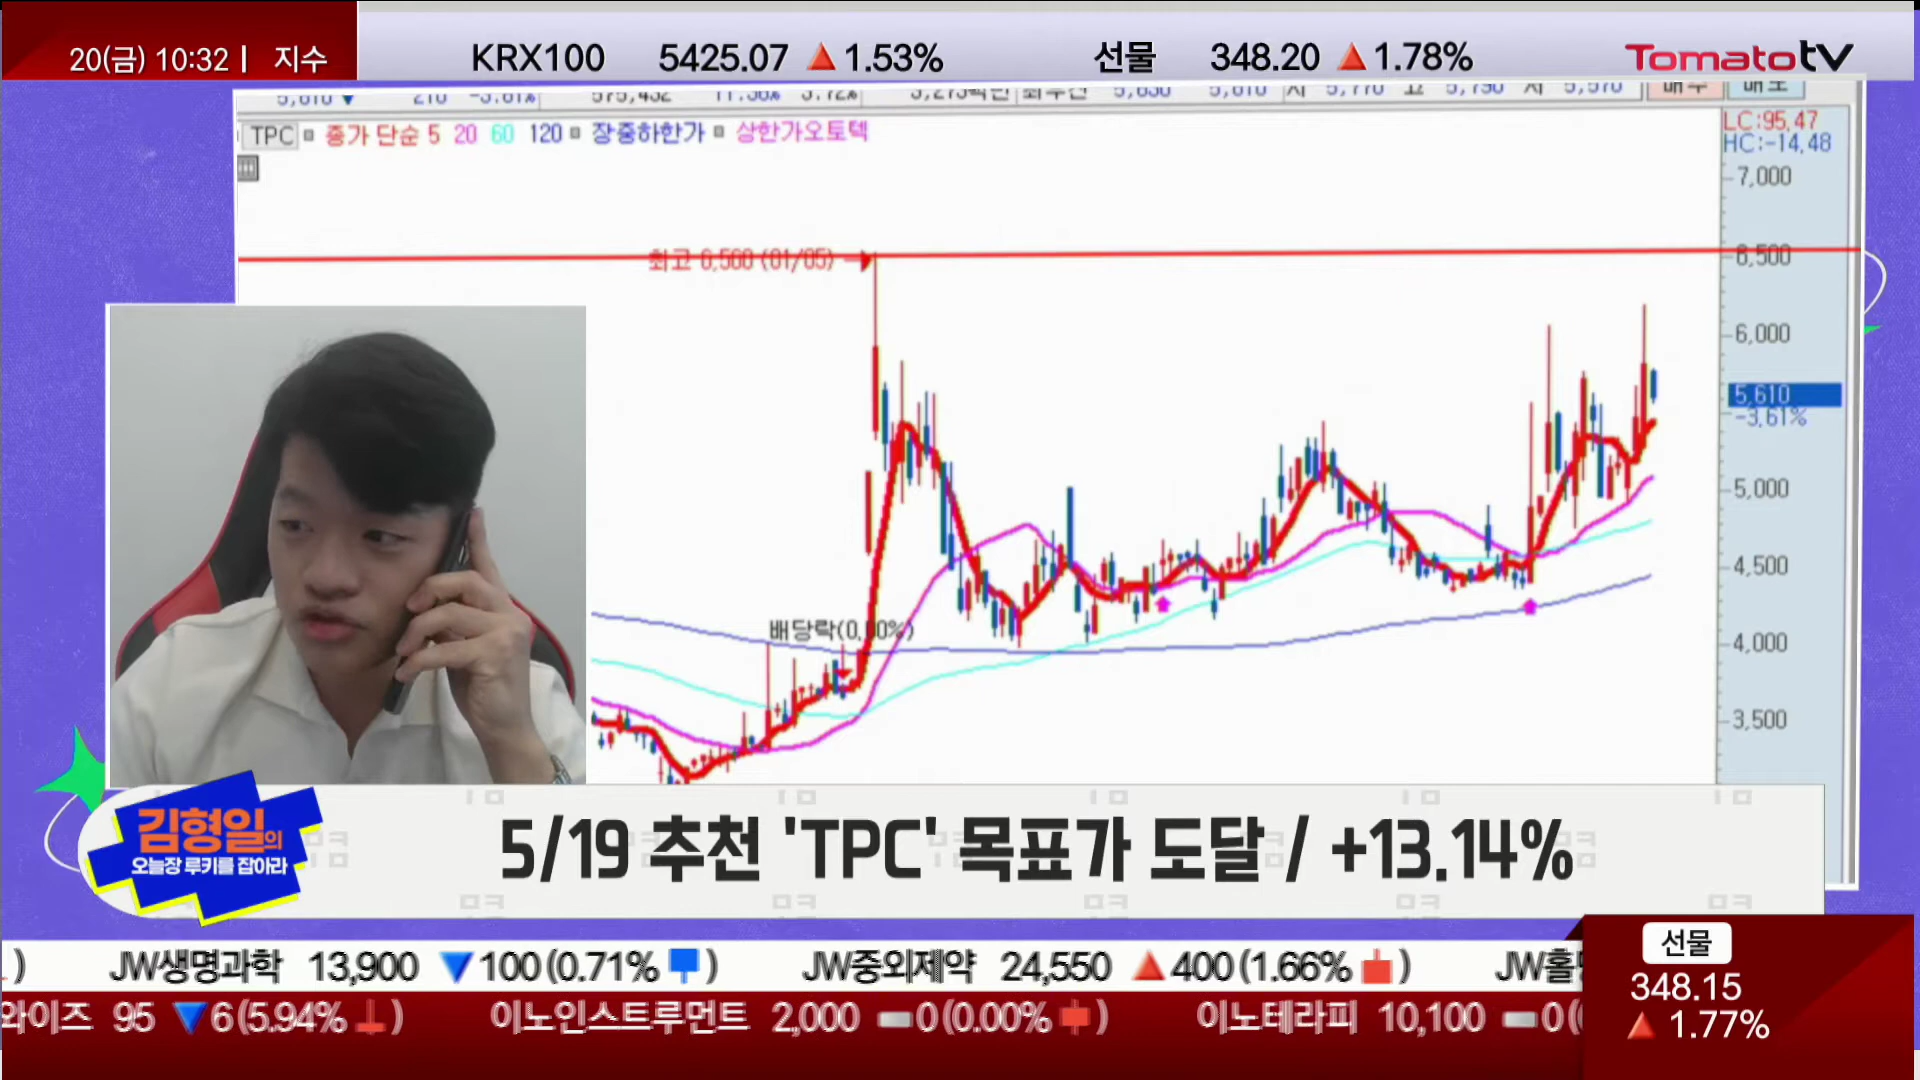 20(금) 10:32 | 지수
KRX100 5425.07 ▲ 1.53% 선물 348.20 ▲ 1.78%
Tomato tv
TPC 종가 단순 5 20 60 120 장중하한가 상한가오토텍
LC:95.47
HC:-14.48
7,000
최고 6,500 (01/05)
6,500
6,000
5,610
-3.61%
5,000
4,500
배당락(0.00%)
4,000
3,500
김형일의
오늘장 루키를 잡아라
5/19 추천 'TPC' 목표가 도달 / +13.14%
JW생명과학 13,900 ▼ 100 (0.71% ) JW중외제약 24,550 ▲ 400 (1.66% )
와이즈 95 ▼ 6 (5.94% ) 이노인스트루먼트 2,000 0 (0.00% ) 이노테라피 10,100 0
선물
348.15
▲ 1.77%